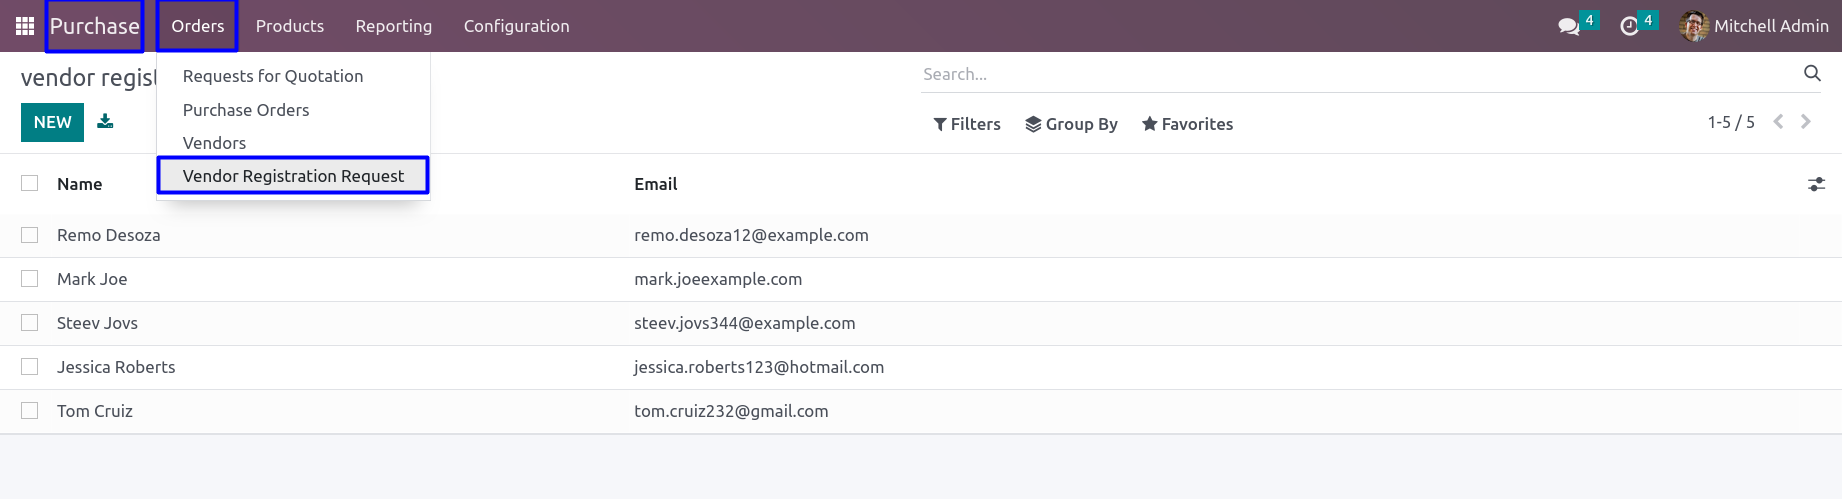 Purchase Orders Products Reporting Configuration 4 4 Mitchell Admin
vendor regist
Search...
Requests for Quotation
Purchase Orders
Vendors
Vendor Registration Request
NEW
Filters Group By Favorites 1-5 / 5
Name Email
Remo Desoza remo.desoza12@example.com
Mark Joe mark.joeexample.com
Steev Jovs steev.jovs344@example.com
Jessica Roberts jessica.roberts123@hotmail.com
Tom Cruiz tom.cruiz232@gmail.com